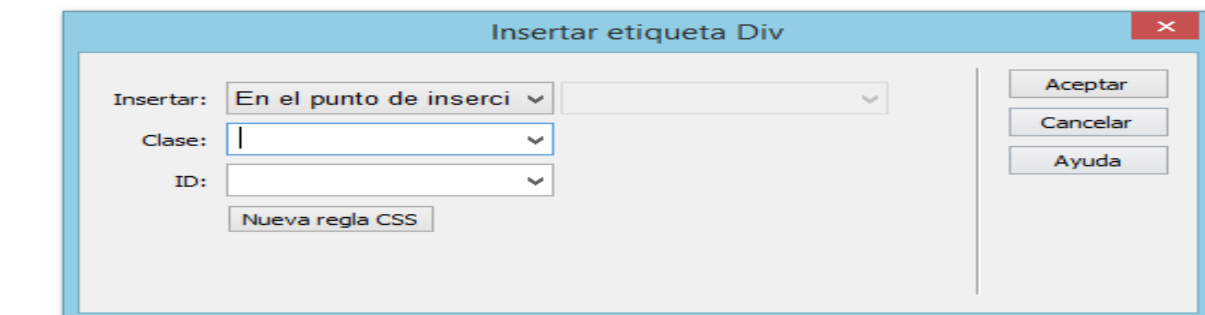 Insertar etiqueta Div
Insertar: En el punto de inserci
Aceptar
Clase:
Cancelar
ID:
Ayuda
Nueva regla CSS